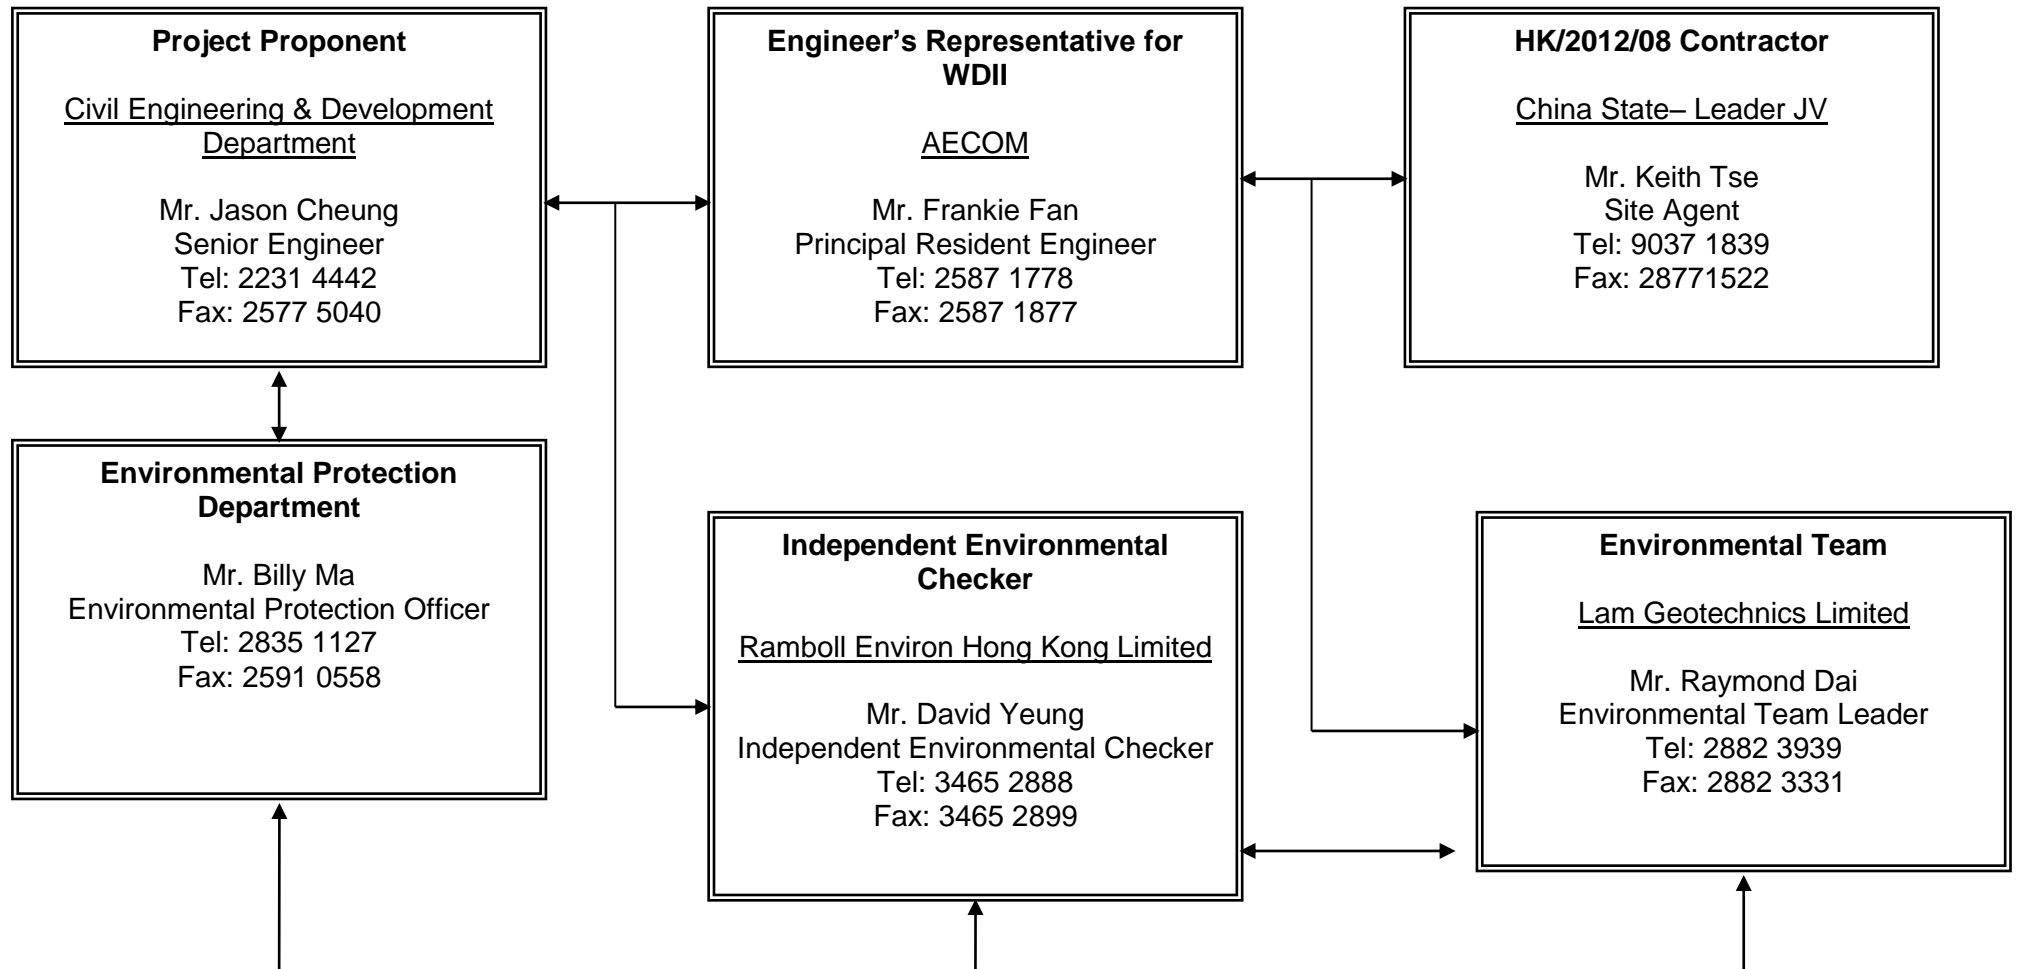 Project Proponent
Civil Engineering & Development
Department
Mr. Jason Cheung
Senior Engineer
Tel: 2231 4442
Fax: 2577 5040
Engineer’s Representative for
WDII
AECOM
Mr. Frankie Fan
Principal Resident Engineer
Tel: 2587 1778
Fax: 2587 1877
HK/2012/08 Contractor
China State– Leader JV
Mr. Keith Tse
Site Agent
Tel: 9037 1839
Fax: 28771522
Environmental Protection
Department
Mr. Billy Ma
Environmental Protection Officer
Tel: 2835 1127
Fax: 2591 0558
Independent Environmental
Checker
Ramboll Environ Hong Kong Limited
Mr. David Yeung
Independent Environmental Checker
Tel: 3465 2888
Fax: 3465 2899
Environmental Team
Lam Geotechnics Limited
Mr. Raymond Dai
Environmental Team Leader
Tel: 2882 3939
Fax: 2882 3331